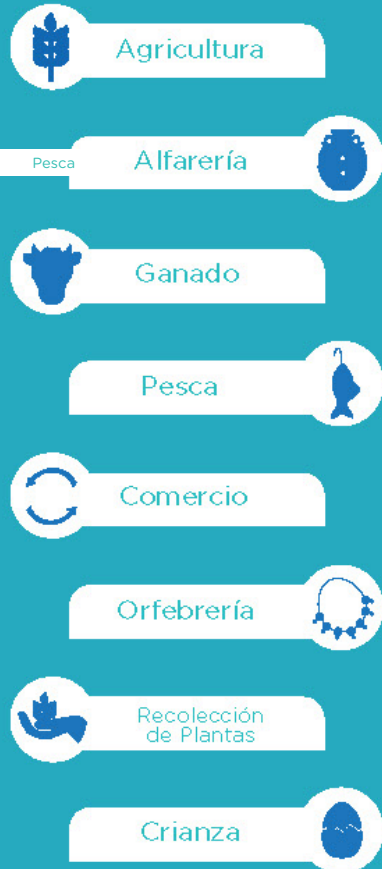 Agricultura
Pesca
Alfarería
Ganado
Pesca
Comercio
Orfebrería
Recolección
de Plantas
Crianza